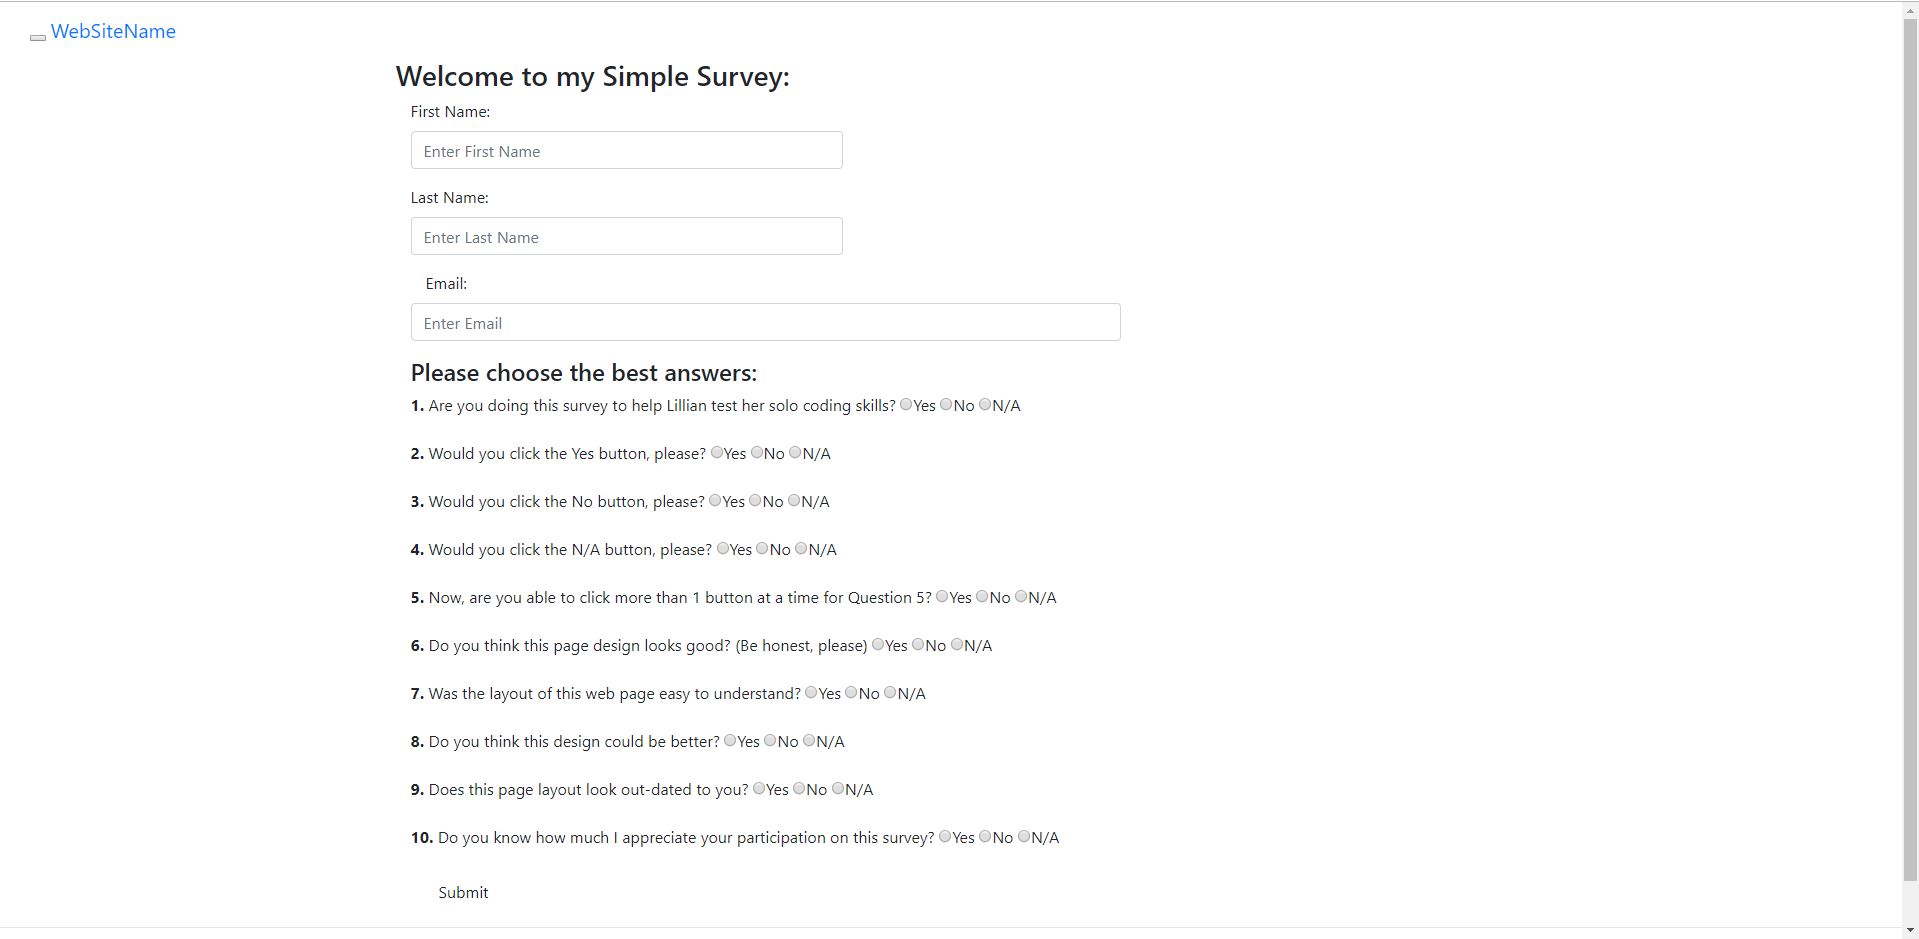 WebSiteName
Welcome to my Simple Survey:
First Name:
Enter First Name
Last Name:
Enter Last Name
Email:
Enter Email
Please choose the best answers:
1. Are you doing this survey to help Lillian test her solo coding skills? Yes No N/A
2. Would you click the Yes button, please? Yes No N/A
3. Would you click the No button, please? Yes No N/A
4. Would you click the N/A button, please? Yes No N/A
5. Now, are you able to click more than 1 button at a time for Question 5? Yes No N/A
6. Do you think this page design looks good? (Be honest, please) Yes No N/A
7. Was the layout of this web page easy to understand? Yes No N/A
8. Do you think this design could be better? Yes No N/A
9. Does this page layout look out-dated to you? Yes No N/A
10. Do you know how much I appreciate your participation on this survey? Yes No N/A
Submit